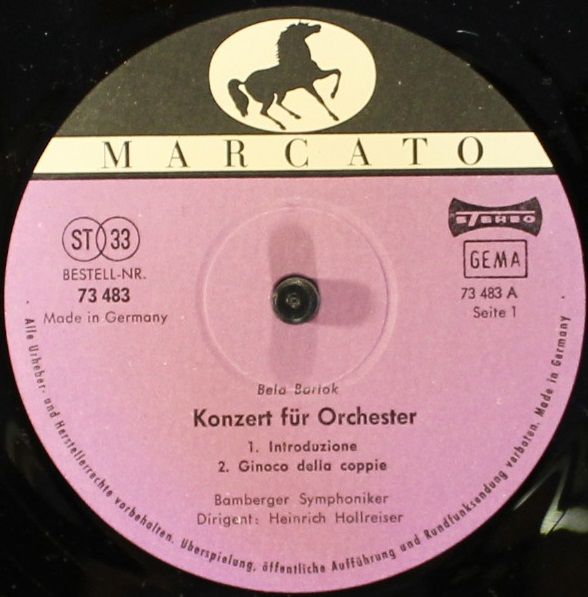 MARCATO
ST 33
BESTELL-NR.
73 483
Made in Germany
STEREO
GEMA
73 483 A
Seite 1
Bela Bartok
Konzert für Orchester
1. Introduzione
2. Ginoco della coppie
Bamberger Symphoniker
Dirigent: Heinrich Hollreiser
· Alle Urheber- und Herstellerrechte vorbehalten. Überspielung, öffentliche Aufführung und Rundfunksendung verboten. Made in Germany ·